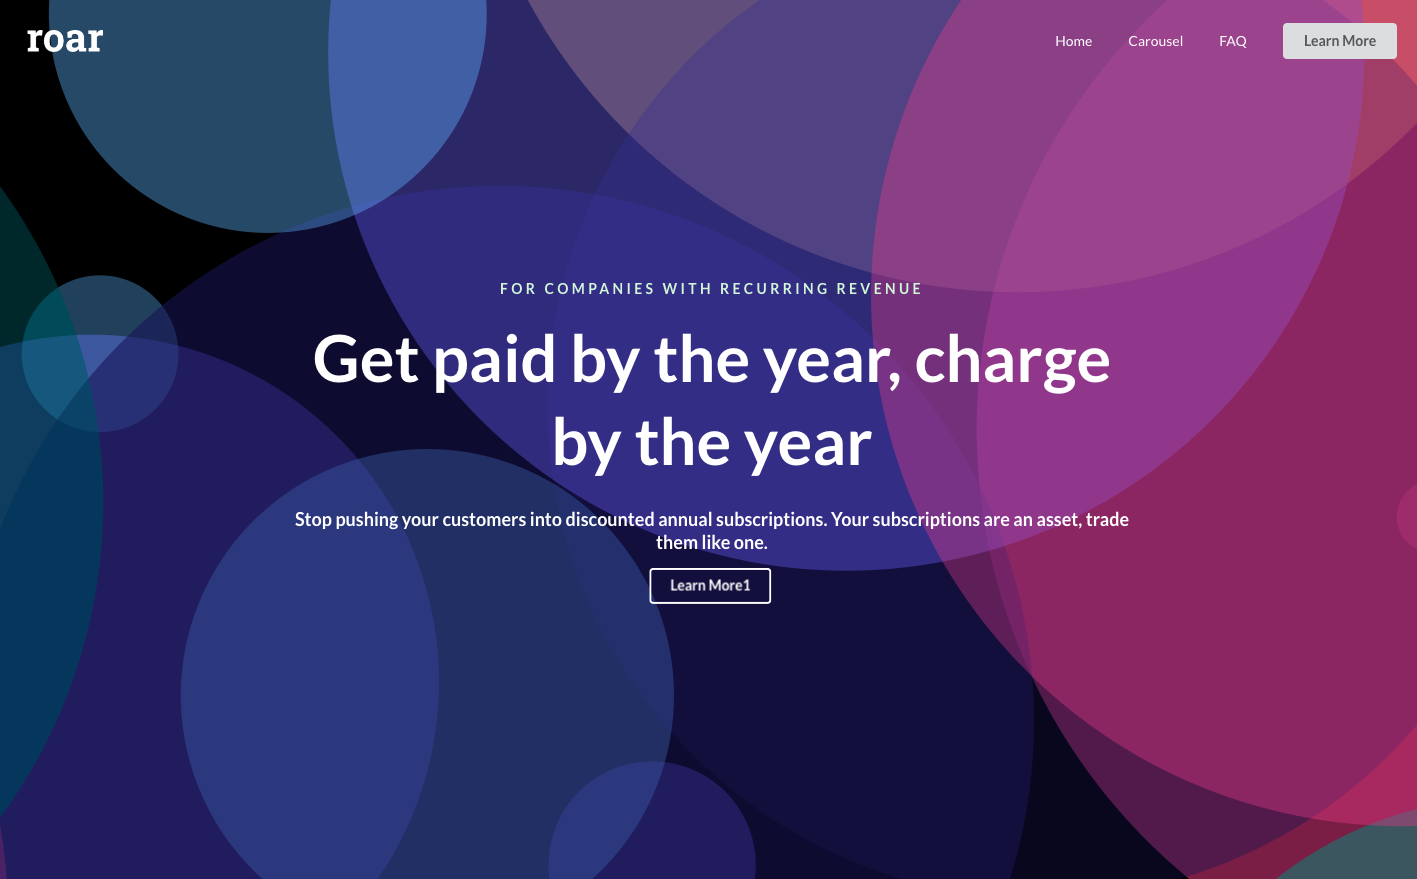 roar
Home
Carousel
FAQ
Learn More
FOR COMPANIES WITH RECURRING REVENUE
Get paid by the year, charge
by the year
Stop pushing your customers into discounted annual subscriptions. Your subscriptions are an asset, trade
them like one.
Learn More1